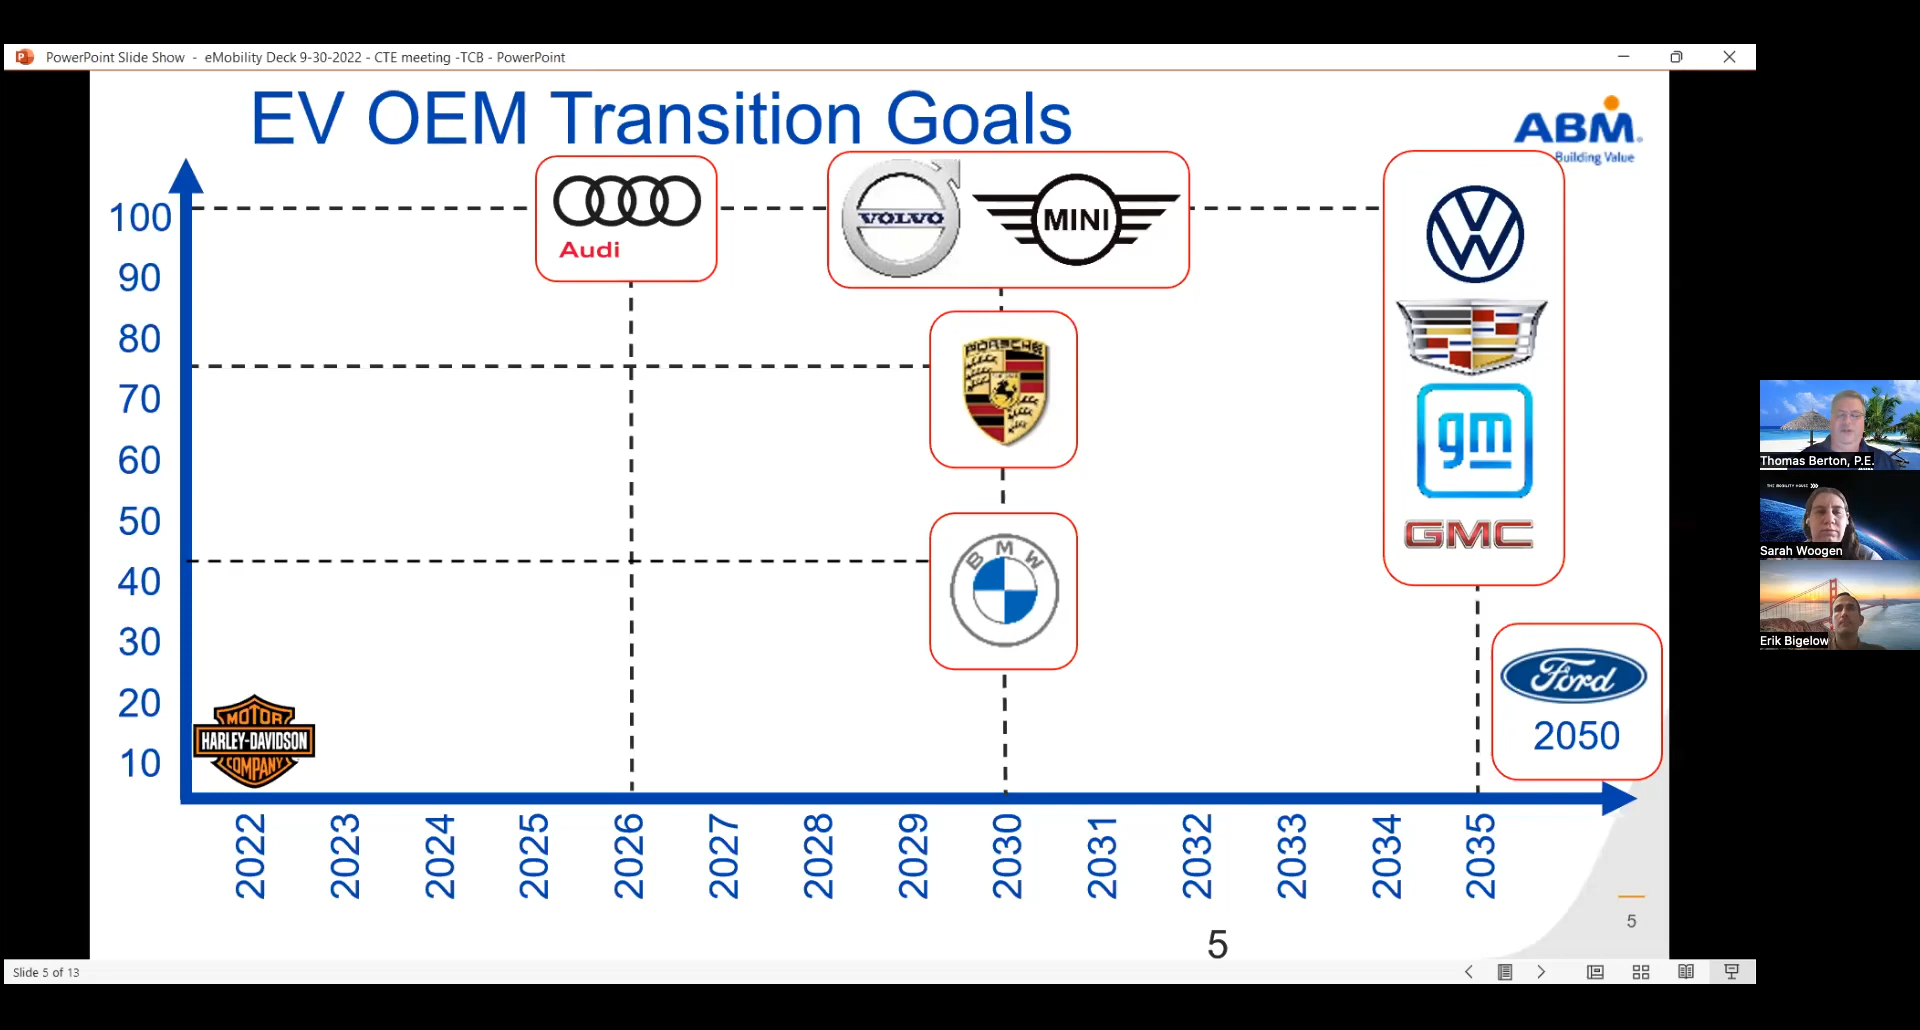 PowerPoint Slide Show - eMobility Deck 9-30-2022 - CTE meeting -TCB - PowerPoint
EV OEM Transition Goals
ABM
Building Value
100
90
80
70
60
50
40
30
20
10
Audi
VOLVO
MINI
PORSCHE
BMW
gm
GMC
Ford
2050
MOTOR
HARLEY-DAVIDSON
COMPANY
2022
2023
2024
2025
2026
2027
2028
2029
2030
2031
2032
2033
2034
2035
5
5
Slide 5 of 13
Thomas Berton, P.E.
THE MOBILITY HOUSE
Sarah Woogen
Erik Bigelow